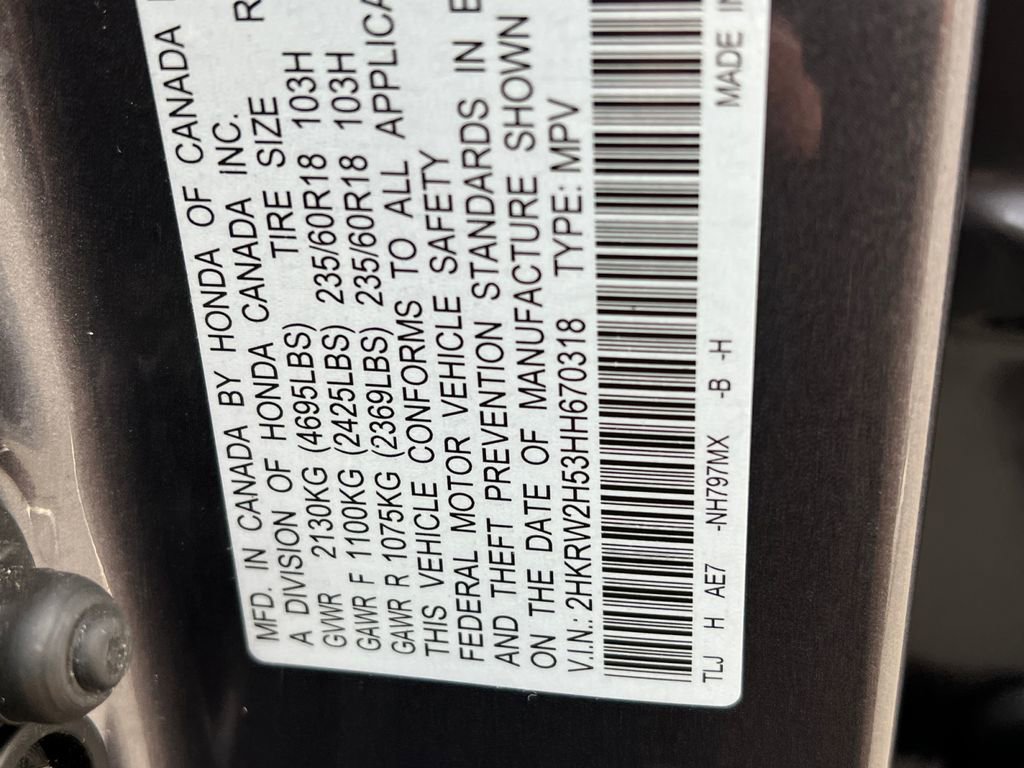 MFD. IN CANADA BY HONDA OF CANADA
A DIVISION OF HONDA CANADA INC.
GVWR 2130KG (4695LBS) TIRE SIZE R
GAWR F 1100KG (2425LBS) 235/60R18 103H
GAWR R 1075KG (2369LBS) 235/60R18 103H
THIS VEHICLE CONFORMS TO ALL APPLICA
FEDERAL MOTOR VEHICLE SAFETY
AND THEFT PREVENTION STANDARDS IN E
ON THE DATE OF MANUFACTURE SHOWN
V.I.N.: 2HKRW2H53HH670318 TYPE: MPV
TLJ H AE7 -NH797MX -B -H MADE IN